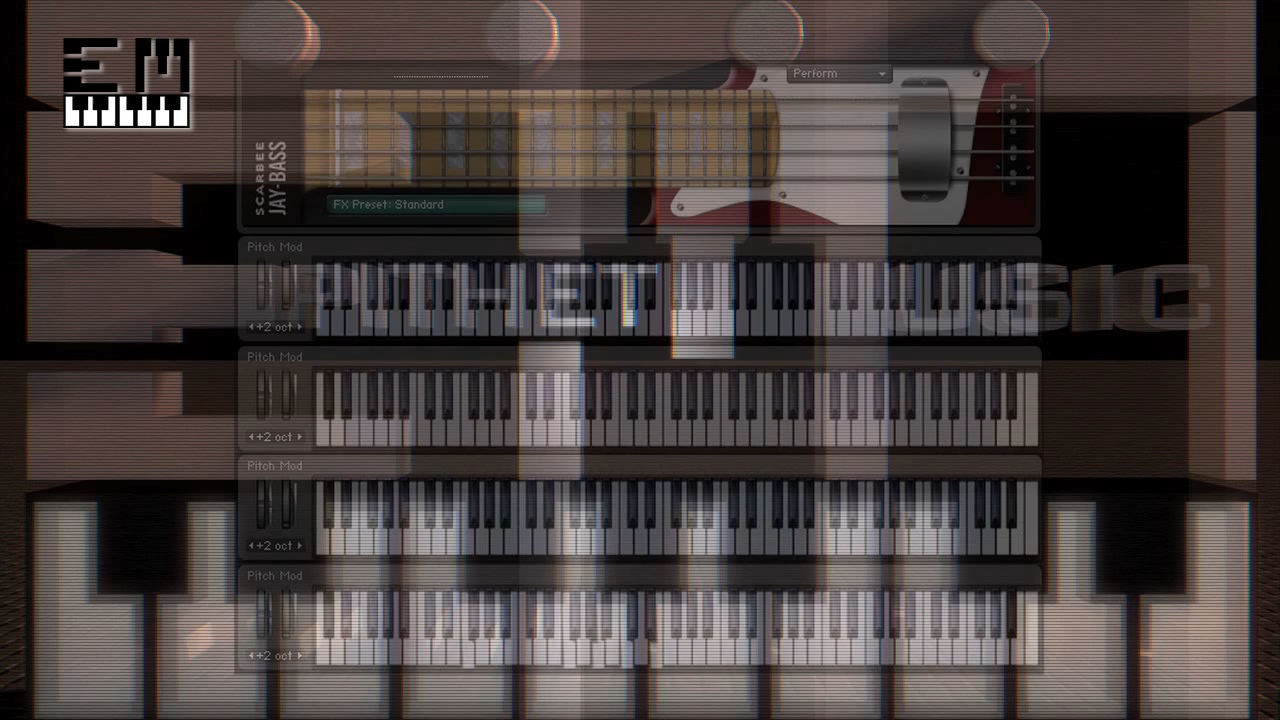 EM
Perform
SCARBEE
JAY-BASS
FX Preset: Standard
Pitch Mod
+2 oct
Pitch Mod
+2 oct
Pitch Mod
+2 oct
Pitch Mod
+2 oct